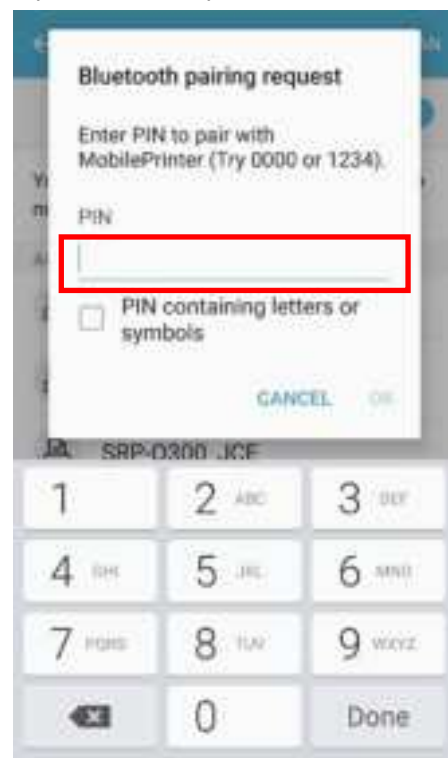 Bluetooth pairing request
Enter PIN to pair with
MobilePrinter (Try 0000 or 1234).
PIN
PIN containing letters or
symbols
CANCEL OK
SRP-Q300_JCE
1 2 ABC 3 DEF
4 GHI 5 JKL 6 MNO
7 PQRS 8 TUV 9 WXYZ
0 Done